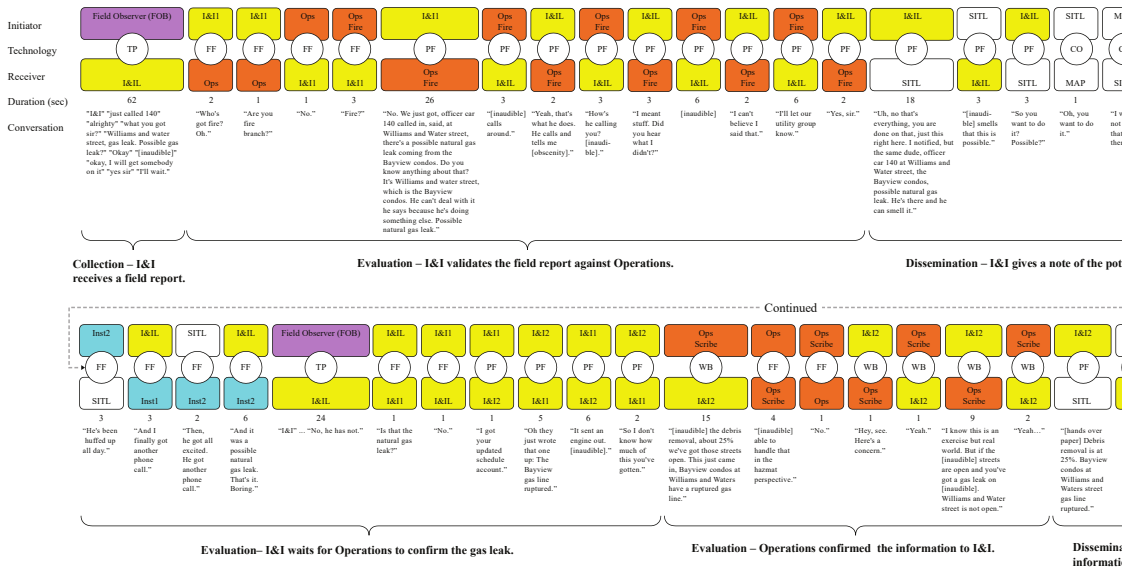 Initiator
Technology
Receiver
Duration (sec)
Conversation
Field Observer (FOB)
TP
I&IL
62
"I&I" "just called 140"
"alrighty" "what you got
sir?" "Williams and water
street, gas leak. Possible gas
leak?" "Okay" "[inaudible]"
"okay, I will get somebody
on it" "yes sir" "I'll wait."
I&I1
FF
Ops
2
"Who's
got fire?
Oh."
I&I1
FF
Ops
1
"Are you
fire
branch?"
Ops
FF
I&I1
1
"No."
Ops
Fire
FF
I&I1
3
"Fire?"
I&I1
PF
Ops
Fire
26
"No. We just got, officer car
140 called in, said, at
Williams and Water street,
there's a possible natural gas
leak coming from the
Bayview condos. Do you
know anything about that?
It's Williams and water street,
which is the Bayview
condos. He can't deal with it
he says because he's doing
something else. Possible
natural gas leak."
Ops
Fire
PF
I&IL
3
"[inaudible]
calls
around."
I&IL
PF
Ops
Fire
2
"Yeah, that's
what he does.
He calls and
tells me
[obscenity]."
Ops
Fire
PF
I&IL
3
"How's
he calling
you?
[inaudi-
ble]."
I&IL
PF
Ops
Fire
3
"I meant
stuff. Did
you hear
what I
didn't?"
Ops
Fire
PF
I&IL
6
[inaudible]
I&IL
PF
Ops
Fire
2
"I can't
believe I
said that."
Ops
Fire
PF
I&IL
6
"I'll let our
utility group
know."
I&IL
PF
Ops
Fire
2
"Yes, sir."
I&IL
PF
SITL
18
"Uh, no that's
everything, you are
done on that, just this
right here. I notified, but
the same dude, officer
car 140 at Williams and
Water street, the
Bayview condos,
possible natural gas
leak. He's there and he
can smell it."
SITL
PF
I&IL
3
"[inaudi-
ble] smells
that this is
possible."
I&IL
PF
SITL
3
"So you
want to do
it?
Possible?"
SITL
CO
MAP
1
"Oh, you
want to do
it."
Collection – I&I
receives a field report.
Evaluation – I&I validates the field report against Operations.
Dissemination – I&I gives a note of the pot
Continued
Inst2
FF
SITL
3
"He's been
huffed up
all day."
I&IL
FF
Inst1
3
"And I
finally got
another
phone
call."
SITL
FF
Inst2
2
"Then,
he got all
excited.
He got
another
phone
call."
I&IL
FF
Inst2
6
"And it
was a
possible
natural
gas leak.
That's it.
Boring."
Field Observer (FOB)
TP
I&IL
24
"I&I" ... "No, he has not."
I&IL
FF
I&I1
1
"Is that the
natural gas
leak?"
I&I1
FF
I&IL
1
"No."
I&I1
PF
I&I2
1
"I got
your
updated
schedule
account."
I&I2
PF
I&I1
5
"Oh they
just wrote
that one
up: The
Bayview
gas line
ruptured."
I&I1
FF
I&I2
6
"It sent an
engine out.
[inaudible]."
I&I2
PF
I&I1
2
"So I don't
know how
much of
this you've
gotten."
Ops
Scribe
WB
I&I2
15
"[inaudible] the debris
removal, about 25%
we've got those streets
open. This just came
in, Bayview condos at
Williams and Waters
have a ruptured gas
line."
Ops
Scribe
FF
Ops
Scribe
4
"[inaudible]
able to
handle that
in the
hazmat
perspective."
Ops
Scribe
FF
Ops
1
"No."
I&I2
WB
Ops
Scribe
1
"Hey, see.
Here's a
concern."
Ops
Scribe
WB
I&I2
1
"Yeah."
I&I2
WB
Ops
Scribe
9
"I know this is an
exercise but real
world. But if the
[inaudible] streets
are open and you've
got a gas leak on
[inaudible].
Williams and Water
street is not open."
Ops
Scribe
WB
I&I2
2
"Yeah…"
I&I2
PF
SITL
"[hands over
paper] Debris
removal is at
25%. Bayview
condos at
Williams and
Waters street
gas line
ruptured."
Evaluation– I&I waits for Operations to confirm the gas leak.
Evaluation – Operations confirmed the information to I&I.
Dissemina
informatio